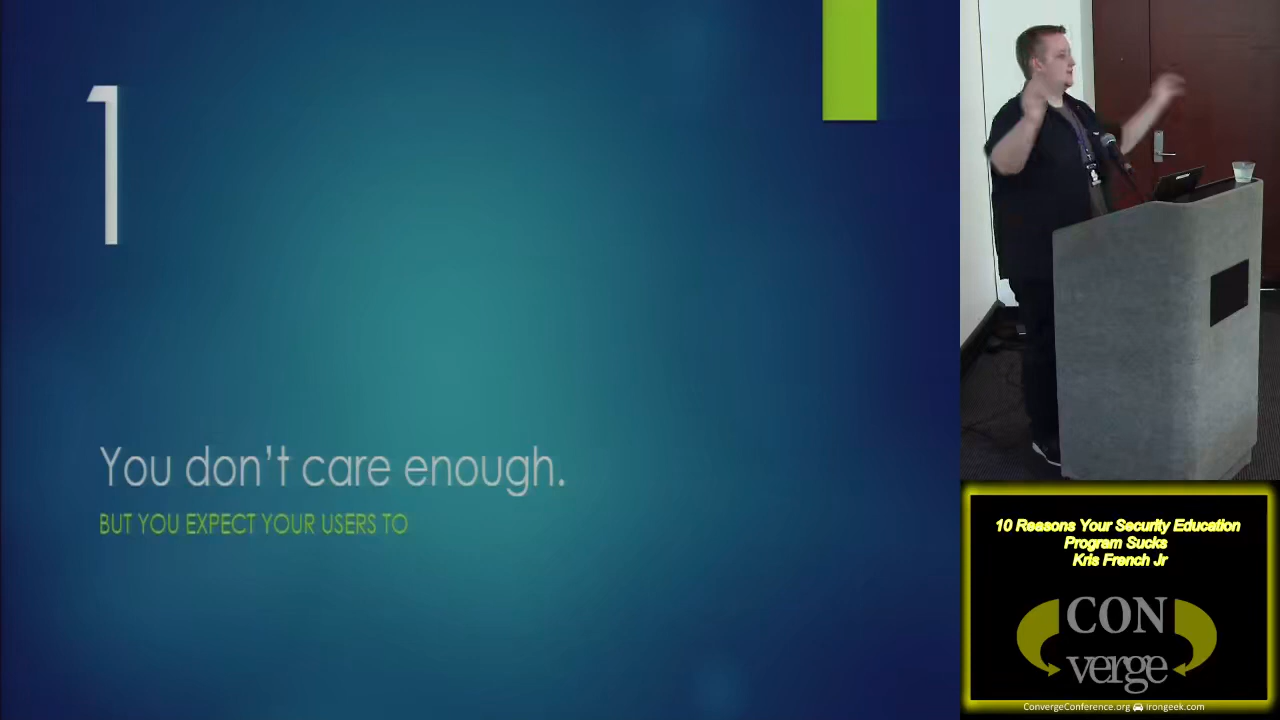 1
You don't care enough.
BUT YOU EXPECT YOUR USERS TO
10 Reasons Your Security Education
Program Sucks
Kris French Jr
CON
verge
ConvergeConference.org irongeek.com